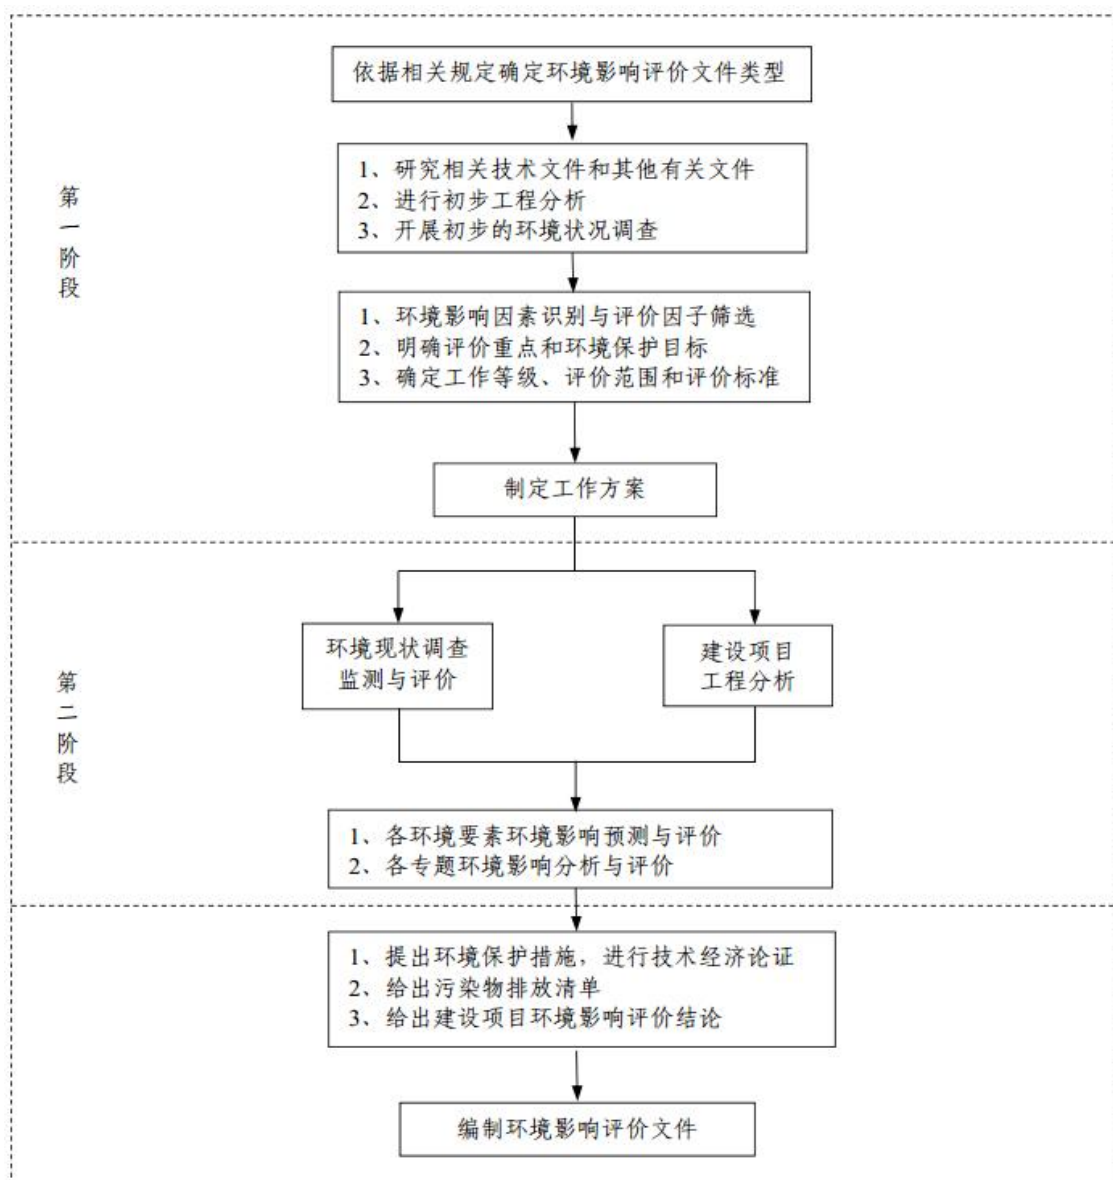 依据相关规定确定环境影响评价文件类型
1、研究相关技术文件和其他有关文件
2、进行初步工程分析
3、开展初步的环境状况调查
第
一
阶
段
1、环境影响因素识别与评价因子筛选
2、明确评价重点和环境保护目标
3、确定工作等级、评价范围和评价标准
制定工作方案
环境现状调查
监测与评价
建设项目
工程分析
第
二
阶
段
1、各环境要素环境影响预测与评价
2、各专题环境影响分析与评价
1、提出环境保护措施，进行技术经济论证
2、给出污染物排放清单
3、给出建设项目环境影响评价结论
编制环境影响评价文件